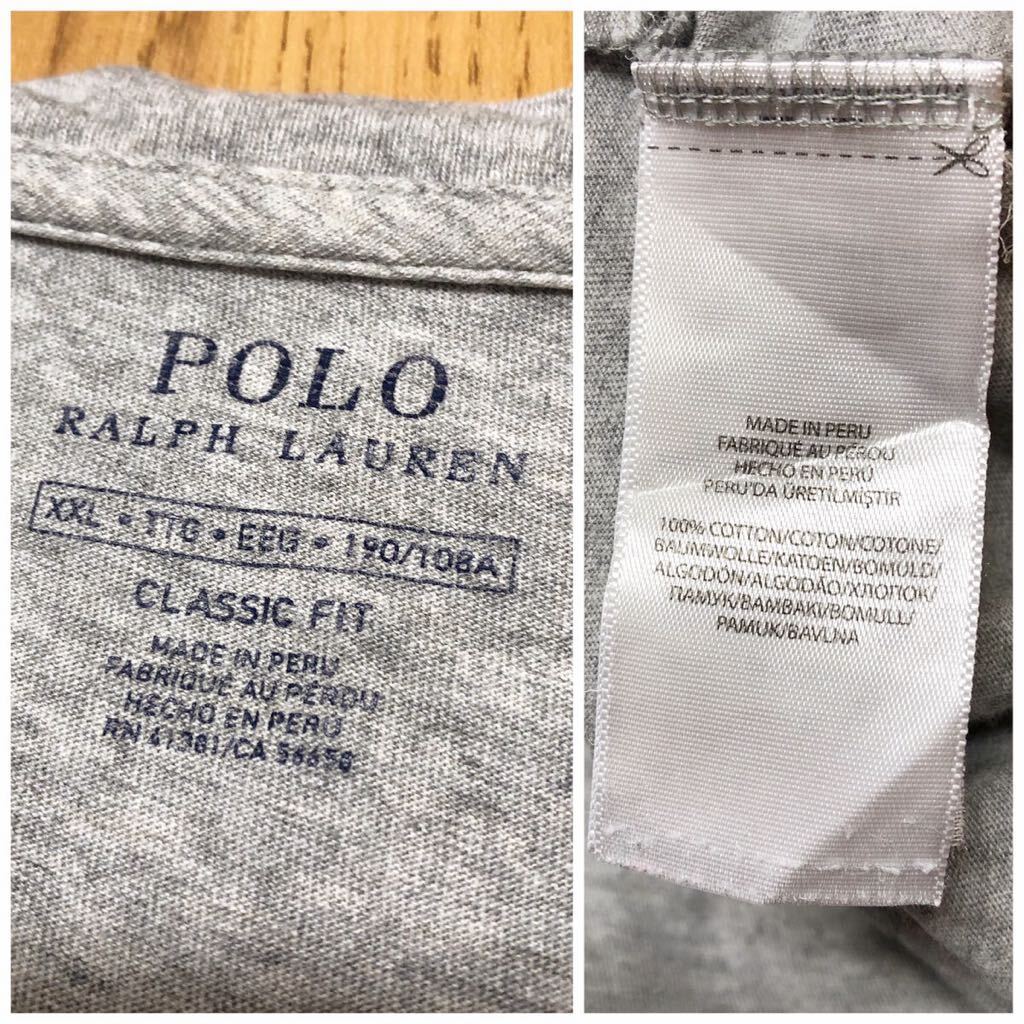 POLO
RALPH LAUREN
XXL • TTG • EEG • 190/108A
CLASSIC FIT
MADE IN PERU
FABRIQUÉ AU PÉROU
HECHO EN PERÚ
RN 41381/CA 56658
MADE IN PERU
FABRIQUÉ AU PÉROU
HECHO EN PERÚ
PERU'DA ÜRETILMIŞTIR
100% COTTON/COTON/COTONE/
BAUMWOLLE/KATOEN/BOMULD/
ALGODÓN/ALGODÃO/ХЛОПОК/
ПАМУК/ΒΑΜΒΑΚΙ/BOMULL/
PAMUK/BAVLNA